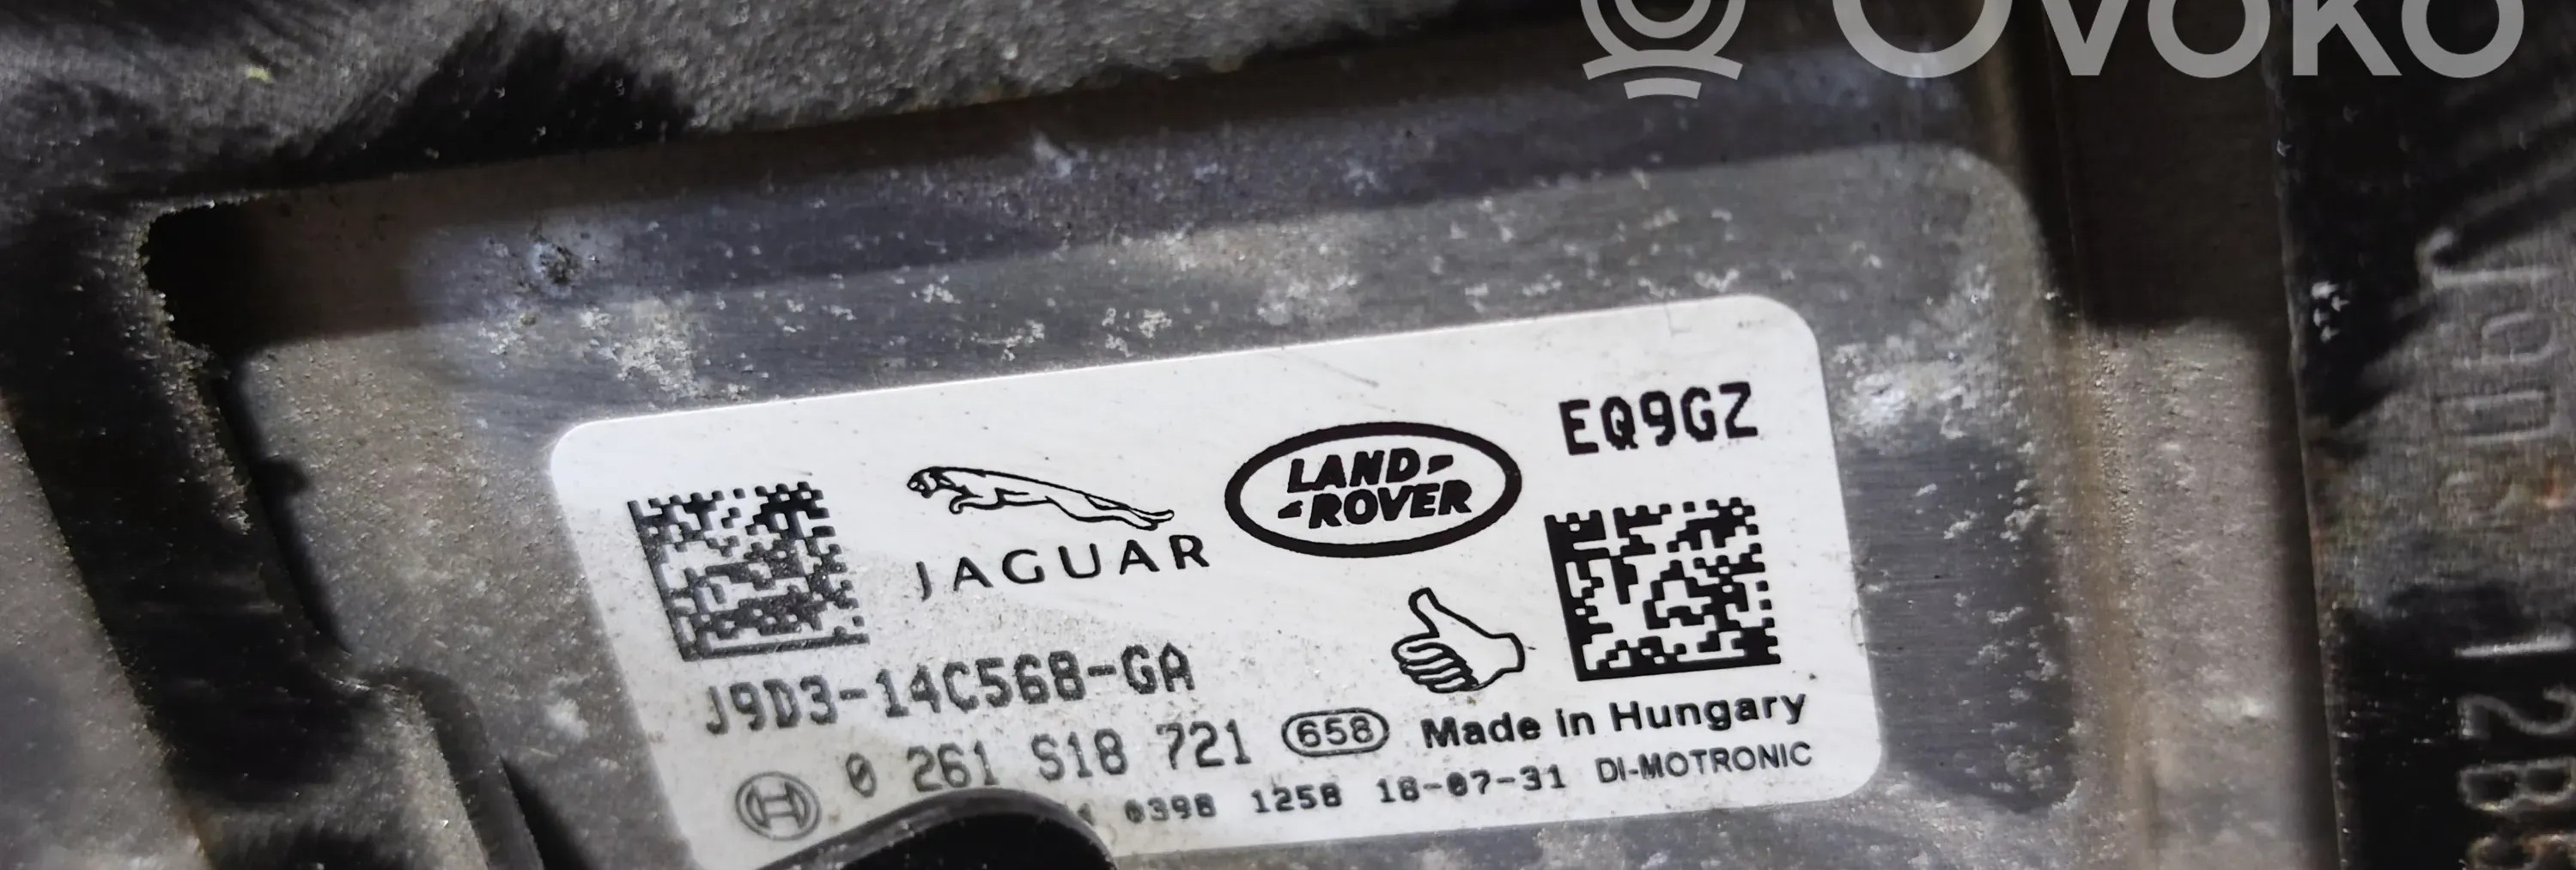 OVOKO
EQ9GZ
LAND-
-ROVER
JAGUAR
J9D3-14C568-GA
0 261 S18 721 658 Made in Hungary
0398 1258 18-07-31 DI-MOTRONIC